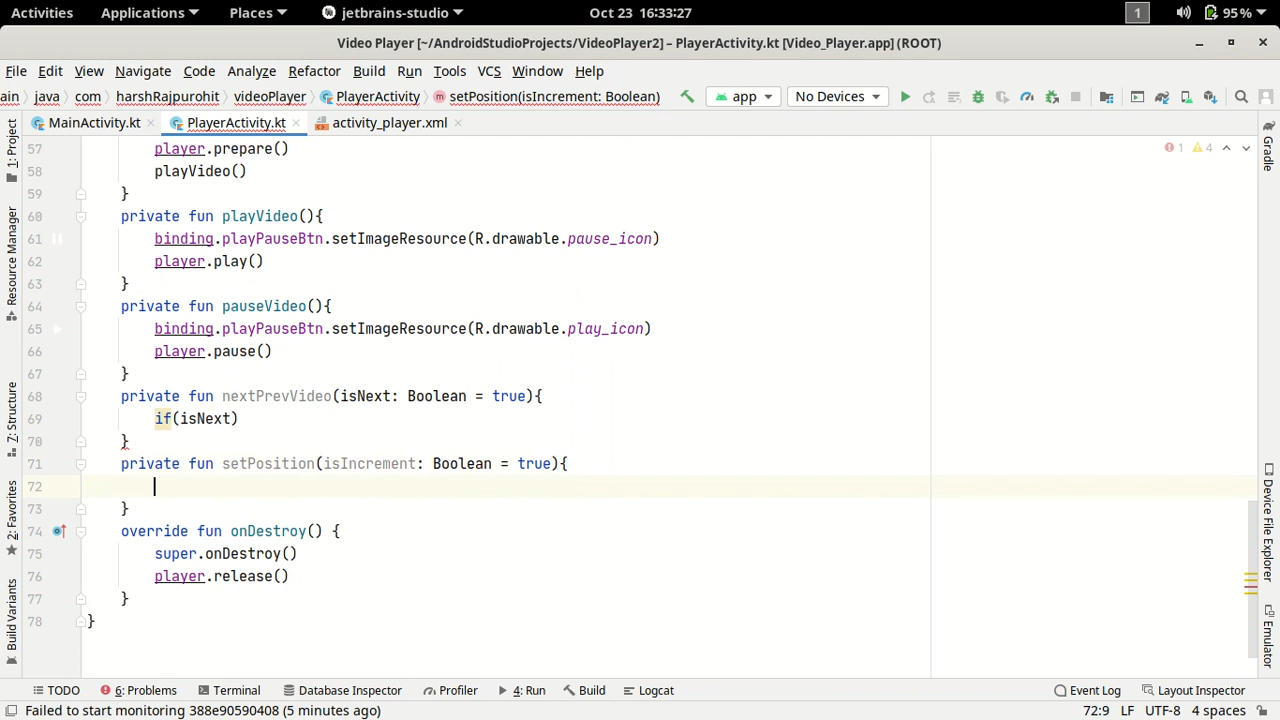 Activities Applications Places jetbrains-studio Oct 23 16:33:27 1 95%
Video Player [~/AndroidStudioProjects/VideoPlayer2] – PlayerActivity.kt [Video_Player.app] (ROOT)
File Edit View Navigate Code Analyze Refactor Build Run Tools VCS Window Help
ain java com harshRajpurohit videoPlayer PlayerActivity setPosition(isIncrement: Boolean) app No Devices
MainActivity.kt PlayerActivity.kt activity_player.xml
1 4
57 player.prepare()
58 playVideo()
59 }
60 private fun playVideo(){
61 binding.playPauseBtn.setImageResource(R.drawable.pause_icon)
62 player.play()
63 }
64 private fun pauseVideo(){
65 binding.playPauseBtn.setImageResource(R.drawable.play_icon)
66 player.pause()
67 }
68 private fun nextPrevVideo(isNext: Boolean = true){
69 if(isNext)
70 }
71 private fun setPosition(isIncrement: Boolean = true){
72
73 }
74 override fun onDestroy() {
75 super.onDestroy()
76 player.release()
77 }
78 }
1: Project
Resource Manager
7: Structure
2: Favorites
Build Variants
Gradle
Device File Explorer
Emulator
TODO 6: Problems Terminal Database Inspector Profiler 4: Run Build Logcat Event Log Layout Inspector
Failed to start monitoring 388e90590408 (5 minutes ago) 72:9 LF UTF-8 4 spaces